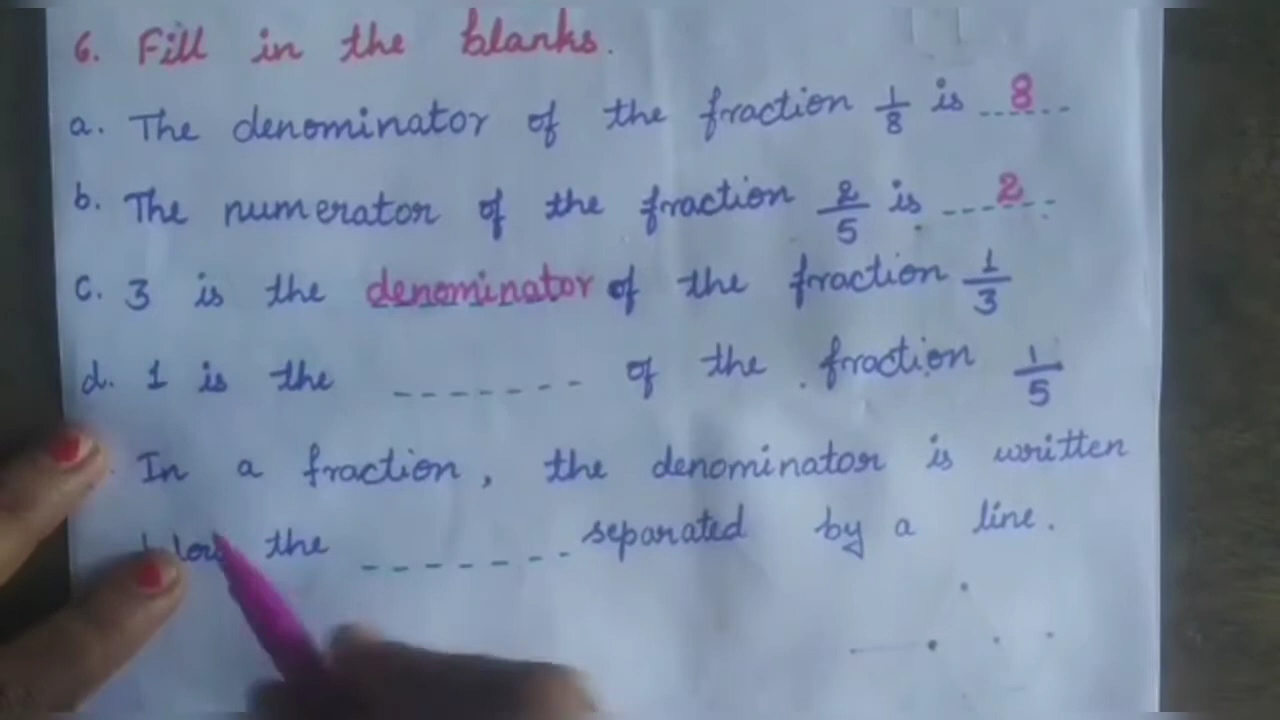 6. Fill in the blanks.
a. The denominator of the fraction 1/8 is ..8....
b. The numerator of the fraction 2/5 is ---2---
c. 3 is the denominator of the fraction 1/3
d. 1 is the ------- of the fraction 1/5
In a fraction, the denominator is written
the ------- separated by a line.